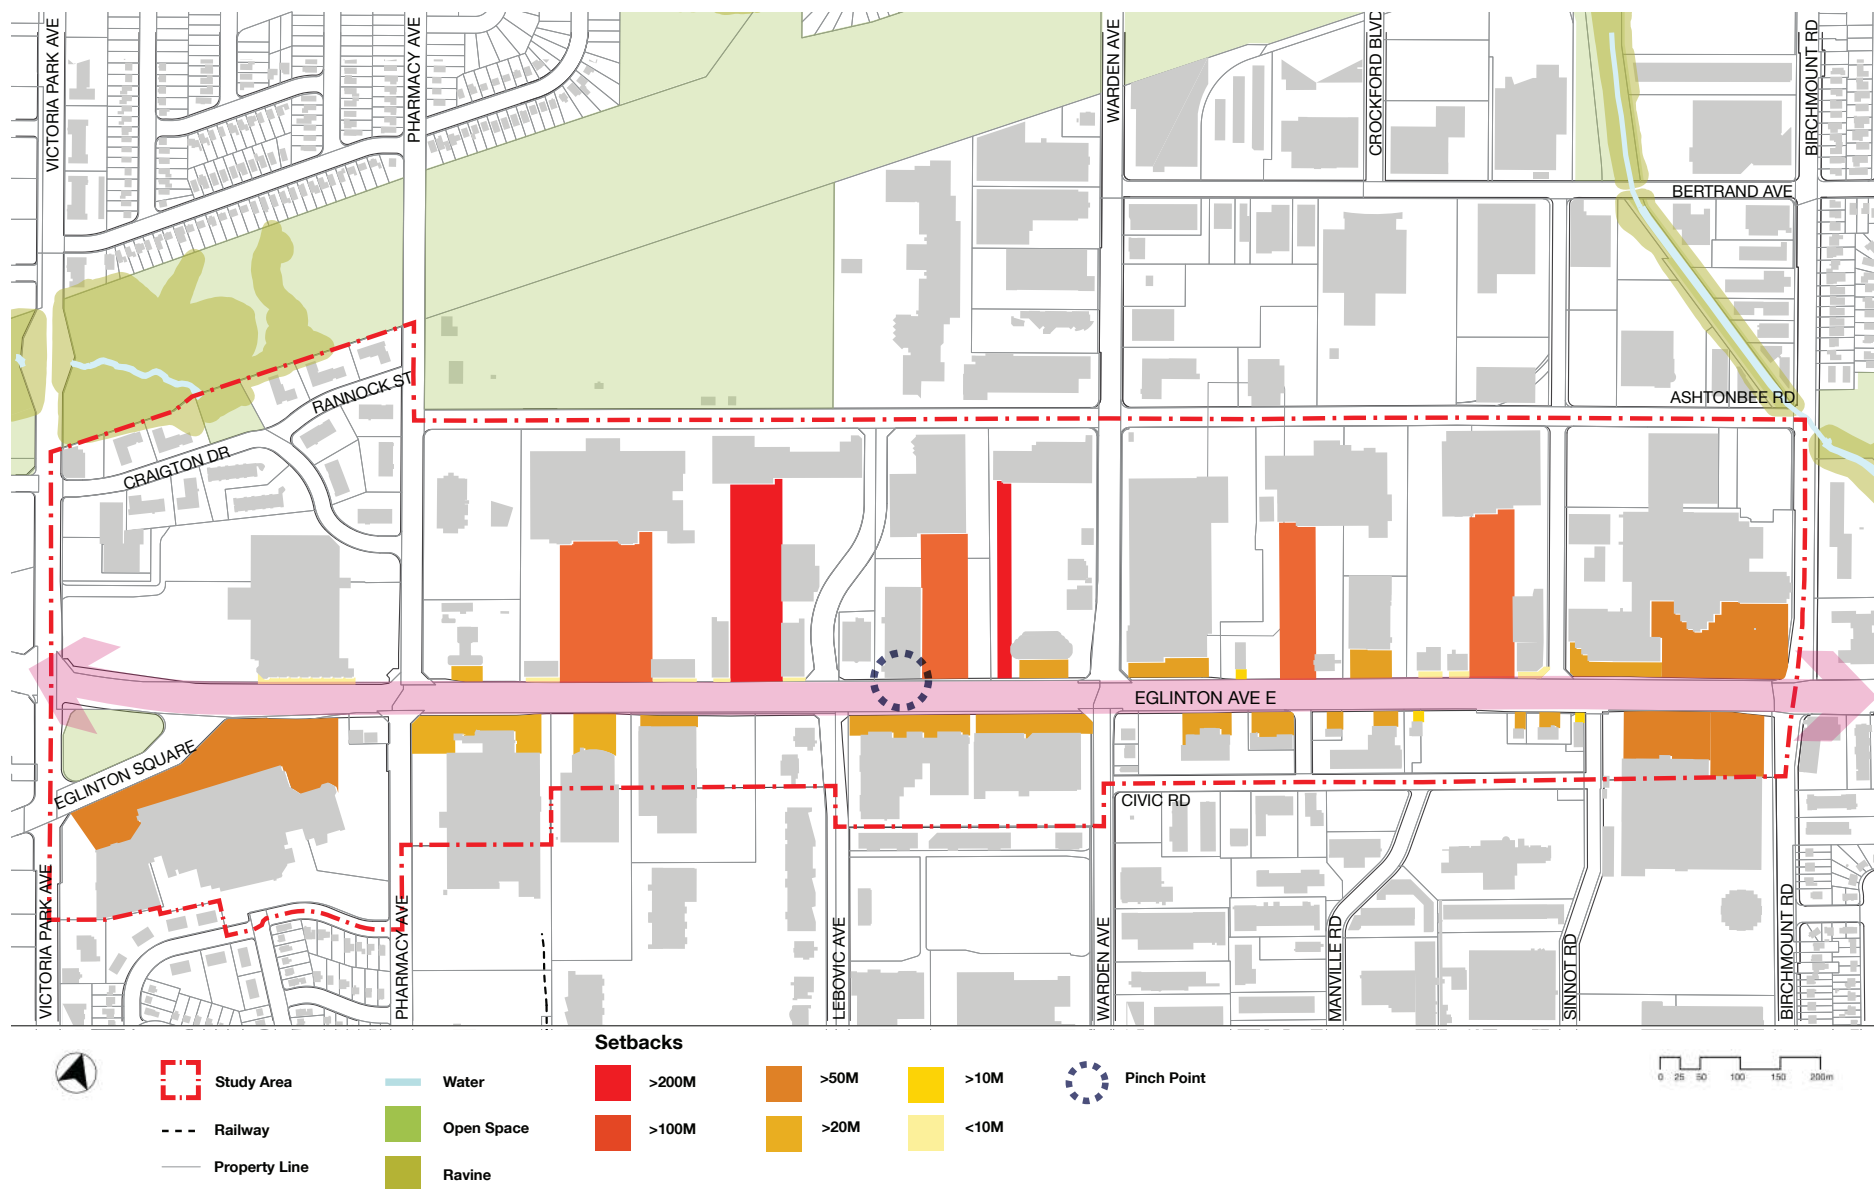 VICTORIA PARK AVE
PHARMACY AVE
WARDEN AVE
CROCKFORD BLVD
BIRCHMOUNT RD
BERTRAND AVE
ASHTONBEE RD
RANNOCK ST
CRAIGTON DR
EGLINTON AVE E
EGLINTON SQUARE
CIVIC RD
VICTORIA PARK AVE
PHARMACY AVE
LEBOVIC AVE
WARDEN AVE
MANVILLE RD
SINNOT RD
BIRCHMOUNT RD
Study Area
Railway
Property Line
Water
Open Space
Ravine
Setbacks
>200M
>100M
>50M
>20M
>10M
<10M
Pinch Point
0 25 50 100 150 200m